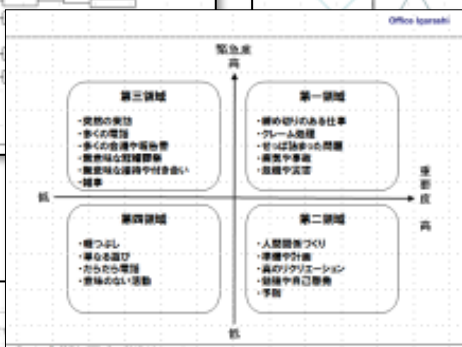 Office Igarashi
緊急度
高
第三領域
・突然の来訪
・多くの電話
・多くの会議や報告書
・無意味な冠婚葬祭
・無意味な接待や付き合い
・雑事
第一領域
・締め切りのある仕事
・クレーム処理
・せっぱ詰まった問題
・病気や事故
・危機や災害
低
重要度
高
第四領域
・暇つぶし
・単なる遊び
・だらだら電話
・意味のない活動
第二領域
・人間関係づくり
・準備や計画
・真のリクリエーション
・勉強や自己啓発
・予防
低